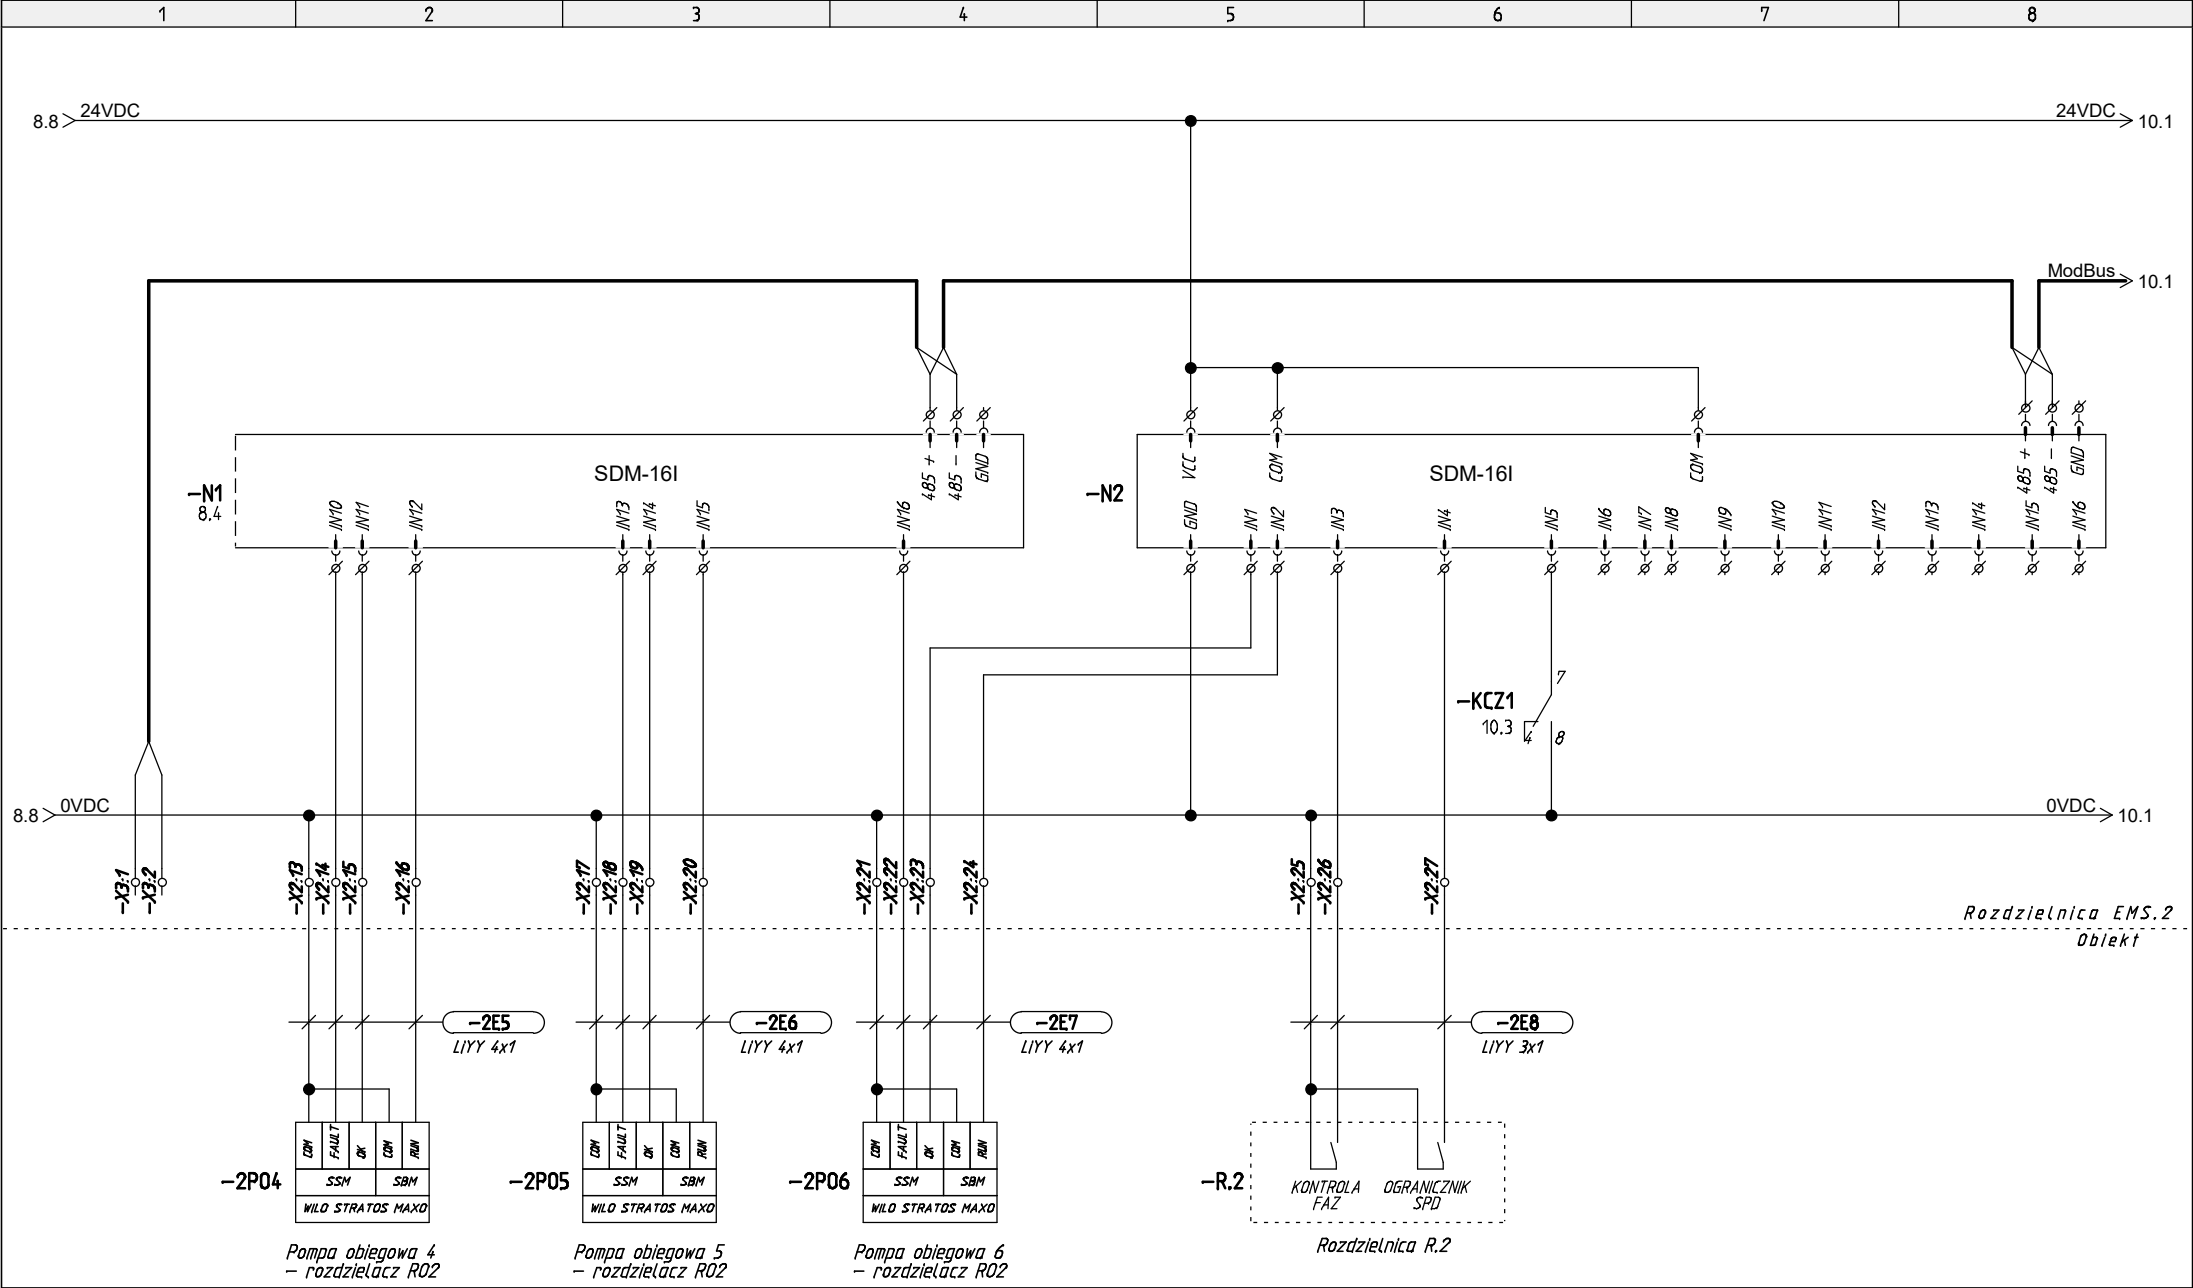 1 2 3 4 5 6 7 8
8.8 24VDC 24VDC 10.1
ModBus 10.1
-N1
8.4
SDM-16I
485 + 485 - GND
IN10 IN11 IN12 IN13 IN14 IN15 IN16
-N2
SDM-16I
VCC COM COM 485 + 485 - GND
GND IN1 IN2 IN3 IN4 IN5 IN6 IN7 IN8 IN9 IN10 IN11 IN12 IN13 IN14 IN15 IN16
-KCZ1
10.3
7
4 8
8.8 0VDC 0VDC 10.1
-X3:1 -X3:2 -X2:13 -X2:14 -X2:15 -X2:16 -X2:17 -X2:18 -X2:19 -X2:20 -X2:21 -X2:22 -X2:23 -X2:24 -X2:25 -X2:26 -X2:27
Rozdzielnica EMS.2
Obiekt
-2E5 -2E6 -2E7 -2E8
LiYY 4x1 LiYY 4x1 LiYY 4x1 LiYY 3x1
-2PO4
COM FAULT OK COM RUN
SSM SBM
WILO STRATOS MAXO
Pompa obiegowa 4
- rozdzielacz RO2
-2PO5
COM FAULT OK COM RUN
SSM SBM
WILO STRATOS MAXO
Pompa obiegowa 5
- rozdzielacz RO2
-2PO6
COM FAULT OK COM RUN
SSM SBM
WILO STRATOS MAXO
Pompa obiegowa 6
- rozdzielacz RO2
-R.2
KONTROLA
FAZ
OGRANICZNIK
SPD
Rozdzielnica R.2